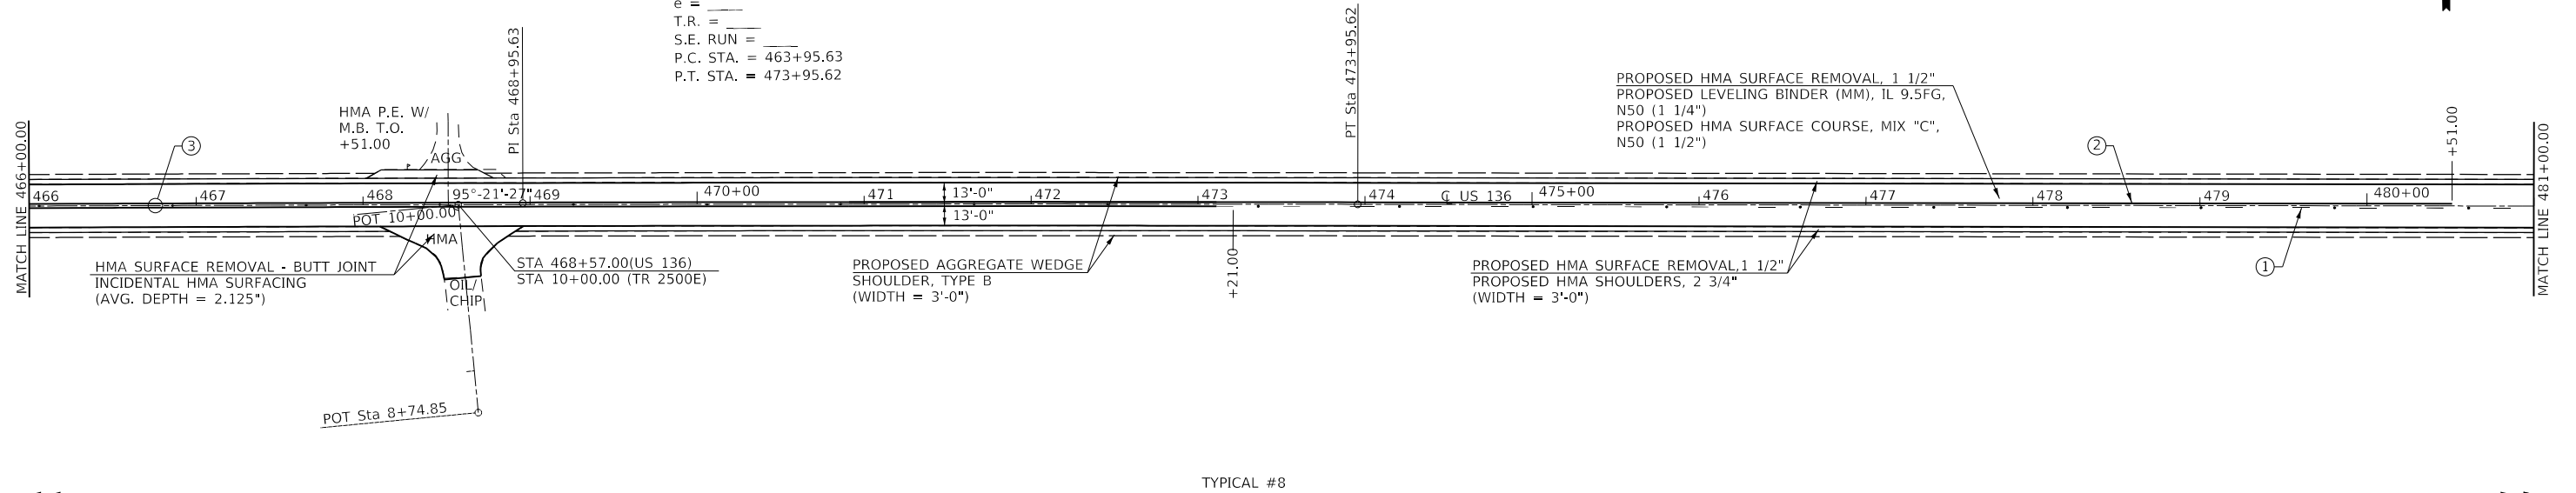 e = ____
T.R. = ____
S.E. RUN = ____
P.C. STA. = 463+95.63
P.T. STA. = 473+95.62
PI Sta 468+95.63
PT Sta 473+95.62
HMA P.E. W/
M.B. T.O.
+51.00
PROPOSED HMA SURFACE REMOVAL, 1 1/2"
PROPOSED LEVELING BINDER (MM), IL 9.5FG,
N50 (1 1/4")
PROPOSED HMA SURFACE COURSE, MIX "C",
N50 (1 1/2")
+51.00
MATCH LINE 466+00.00
MATCH LINE 481+00.00
3
2
AGG
P
466
467
468
95°-21'-27"
469
470+00
471
13'-0"
472
473
474
℄ US 136
475+00
476
477
478
479
480+00
POT 10+00.00
13'-0"
HMA
HMA SURFACE REMOVAL - BUTT JOINT
INCIDENTAL HMA SURFACING
(AVG. DEPTH = 2.125")
OIL/
CHIP
STA 468+57.00(US 136)
STA 10+00.00 (TR 2500E)
PROPOSED AGGREGATE WEDGE
SHOULDER, TYPE B
(WIDTH = 3'-0")
+21.00
PROPOSED HMA SURFACE REMOVAL,1 1/2"
PROPOSED HMA SHOULDERS, 2 3/4"
(WIDTH = 3'-0")
1
POT Sta 8+74.85
TYPICAL #8